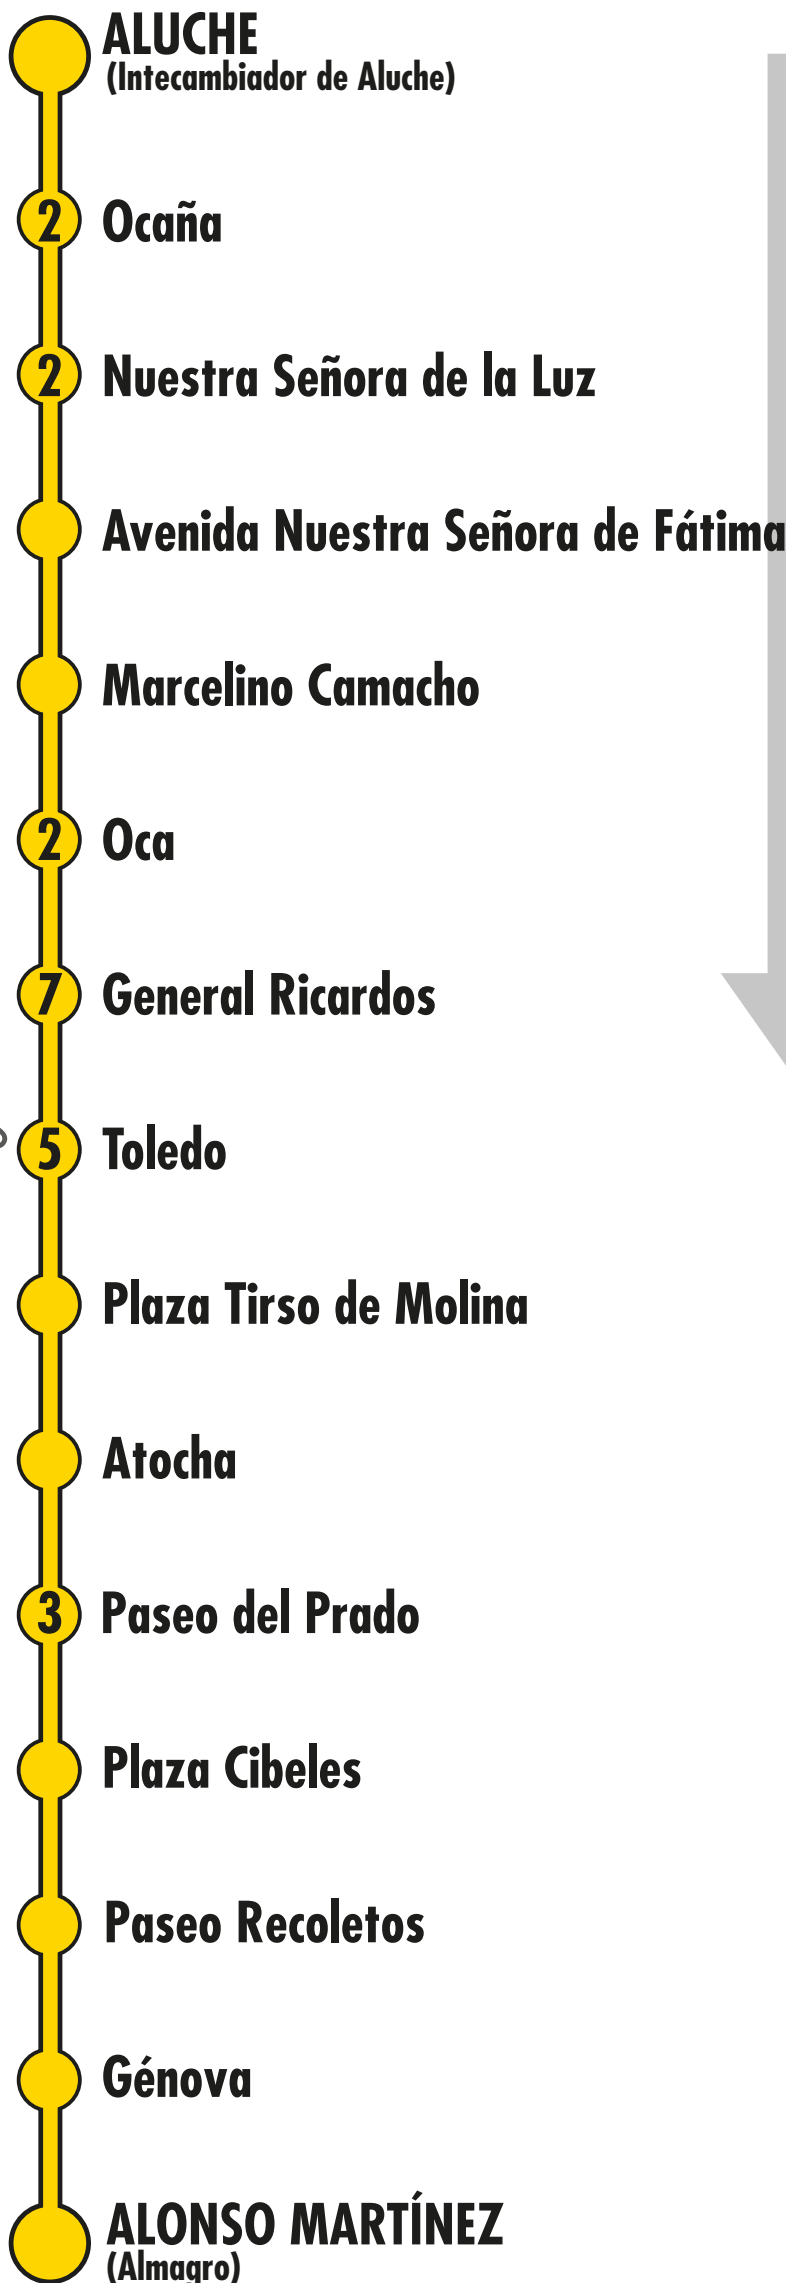 ALUCHE
(Intecambiador de Aluche)
2 Ocaña
2 Nuestra Señora de la Luz
Avenida Nuestra Señora de Fátima
Marcelino Camacho
2 Oca
7 General Ricardos
5 Toledo
Plaza Tirso de Molina
Atocha
3 Paseo del Prado
Plaza Cibeles
Paseo Recoletos
Génova
ALONSO MARTÍNEZ
(Almagro)